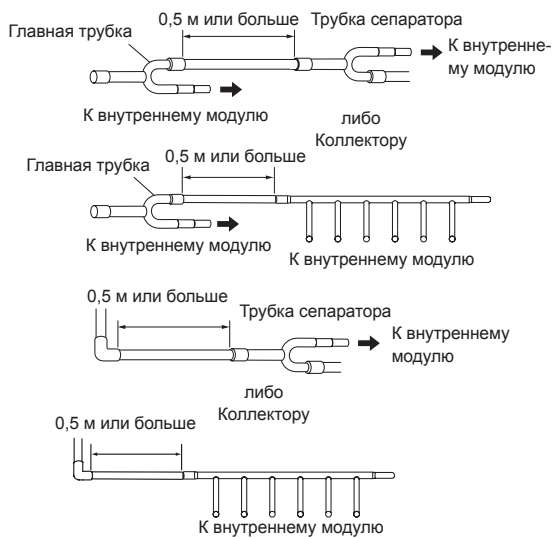 0,5 м или больше
Трубка сепаратора
Главная трубка
К внутренне-
му модулю
К внутреннему модулю
либо
Коллектору
Главная трубка
0,5 м или больше
К внутреннему модулю
К внутреннему модулю
0,5 м или больше
Трубка сепаратора
К внутреннему
модулю
либо
Коллектору
0,5 м или больше
К внутреннему модулю